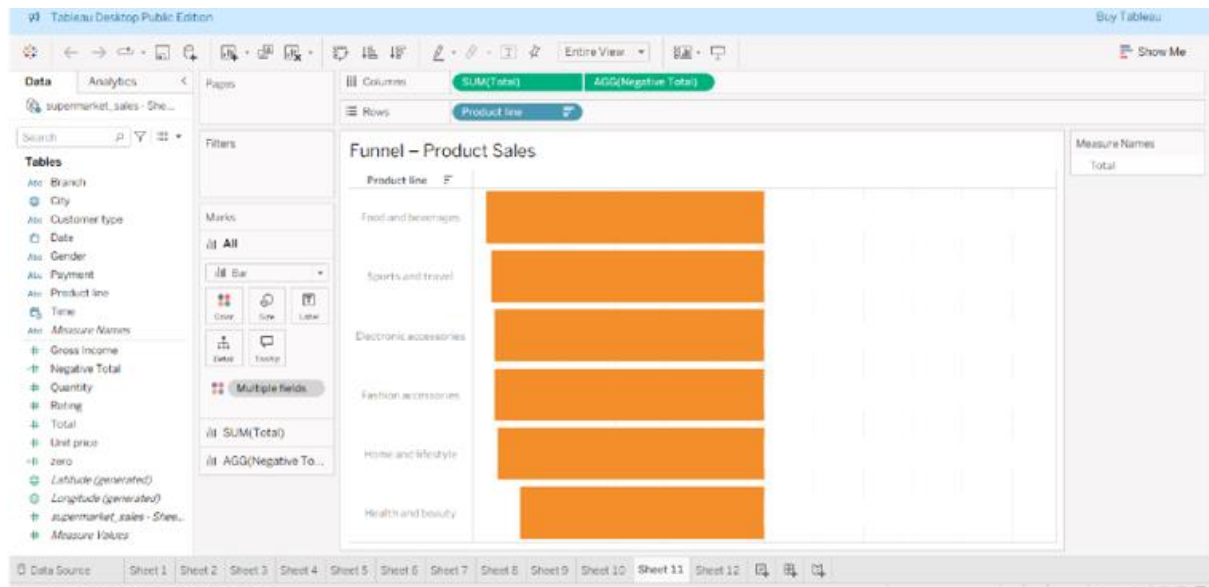 Tableau Desktop Public Edition
Buy Tableau
Entire View
Show Me
Data
Analytics
Pages
Columns
SUM(Total)
AGG(Negative Total)
supermarket_sales - She...
Rows
Product line
Search
Filters
Funnel – Product Sales
Measure Names
Total
Tables
Product line
Abc Branch
City
Abc Customer type
Date
Abc Gender
Abc Payment
Abc Product line
Time
Abc Measure Names
Gross Income
Negative Total
Quantity
Rating
Total
Unit price
zero
Latitude (generated)
Longitude (generated)
supermarket_sales - Shee...
Measure Values
Marks
All
Bar
Color
Size
Label
Detail
Tooltip
Multiple fields
SUM(Total)
AGG(Negative To...
Food and beverages
Sports and travel
Electronic accessories
Fashion accessories
Home and lifestyle
Health and beauty
Data Source
Sheet 1
Sheet 2
Sheet 3
Sheet 4
Sheet 5
Sheet 6
Sheet 7
Sheet 8
Sheet 9
Sheet 10
Sheet 11
Sheet 12